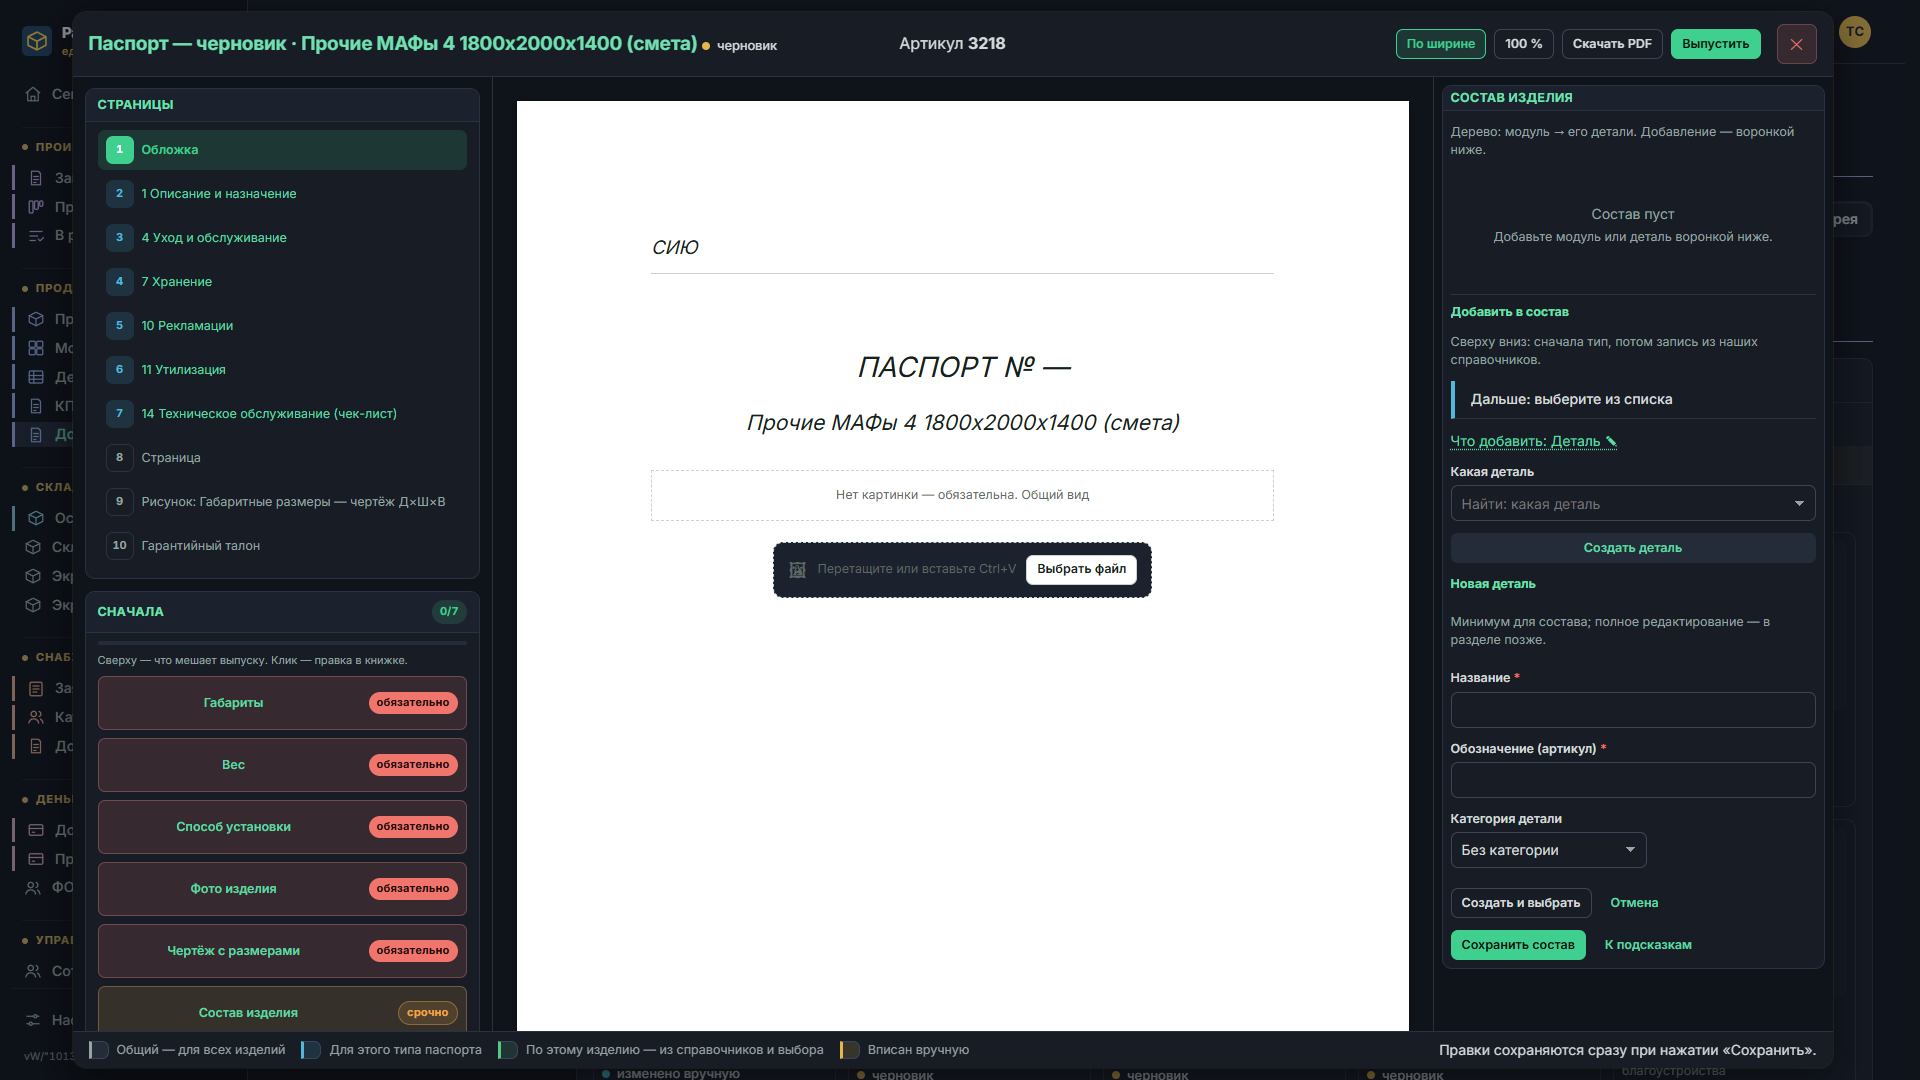 Паспорт — черновик · Прочие МАФы 4 1800х2000х1400 (смета)
черновик
Артикул 3218
По ширине
100 %
Скачать PDF
Выпустить
ТС
СТРАНИЦЫ
1 Обложка
2 1 Описание и назначение
3 4 Уход и обслуживание
4 7 Хранение
5 10 Рекламации
6 11 Утилизация
7 14 Техническое обслуживание (чек-лист)
8 Страница
9 Рисунок: Габаритные размеры — чертёж Д×Ш×В
10 Гарантийный талон
СНАЧАЛА
0/7
Сверху — что мешает выпуску. Клик — правка в книжке.
Габариты обязательно
Вес обязательно
Способ установки обязательно
Фото изделия обязательно
Чертёж с размерами обязательно
Состав изделия срочно
СИЮ
ПАСПОРТ № —
Прочие МАФы 4 1800х2000х1400 (смета)
Нет картинки — обязательна. Общий вид
Перетащите или вставьте Ctrl+V
Выбрать файл
СОСТАВ ИЗДЕЛИЯ
Дерево: модуль → его детали. Добавление — воронкой
ниже.
Состав пуст
Добавьте модуль или деталь воронкой ниже.
Добавить в состав
Сверху вниз: сначала тип, потом запись из наших
справочников.
Дальше: выберите из списка
Что добавить: Деталь
Какая деталь
Найти: какая деталь
Создать деталь
Новая деталь
Минимум для состава; полное редактирование — в
разделе позже.
Название *
Обозначение (артикул) *
Категория детали
Без категории
Создать и выбрать
Отмена
Сохранить состав
К подсказкам
Общий — для всех изделий
Для этого типа паспорта
По этому изделию — из справочников и выбора
Вписан вручную
Правки сохраняются сразу при нажатии «Сохранить».
изменено вручную
черновик
черновик
черновик
благоустройства